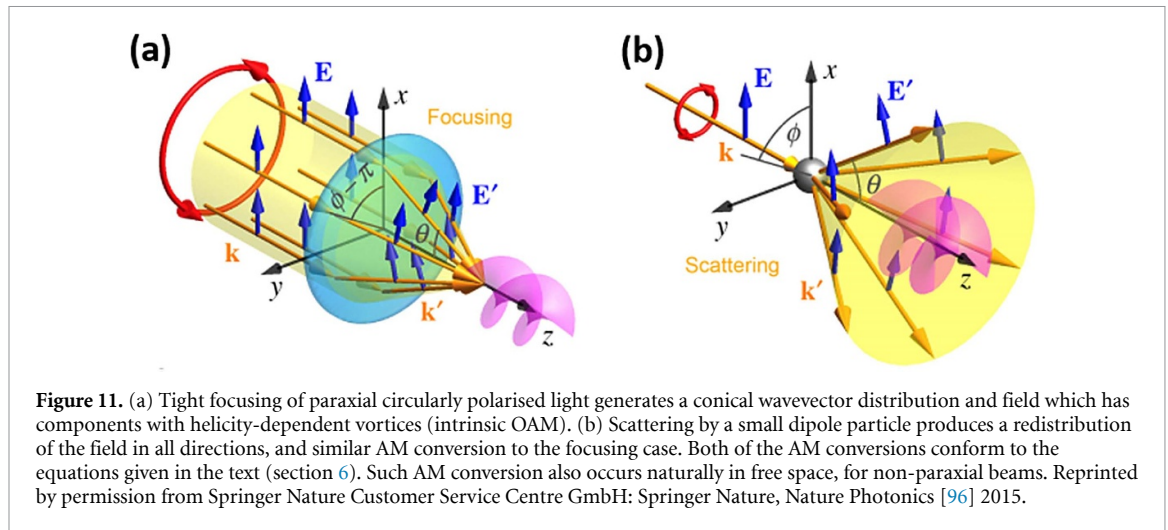 (a)
E
x
Focusing
ϕ − π
E′
θ
k
y
k′
z
(b)
E
x
E′
ϕ
k
θ
y
Scattering
k′
z
Figure 11. (a) Tight focusing of paraxial circularly polarised light generates a conical wavevector distribution and field which has
components with helicity-dependent vortices (intrinsic OAM). (b) Scattering by a small dipole particle produces a redistribution
of the field in all directions, and similar AM conversion to the focusing case. Both of the AM conversions conform to the
equations given in the text (section 6). Such AM conversion also occurs naturally in free space, for non-paraxial beams. Reprinted
by permission from Springer Nature Customer Service Centre GmbH: Springer Nature, Nature Photonics [96] 2015.